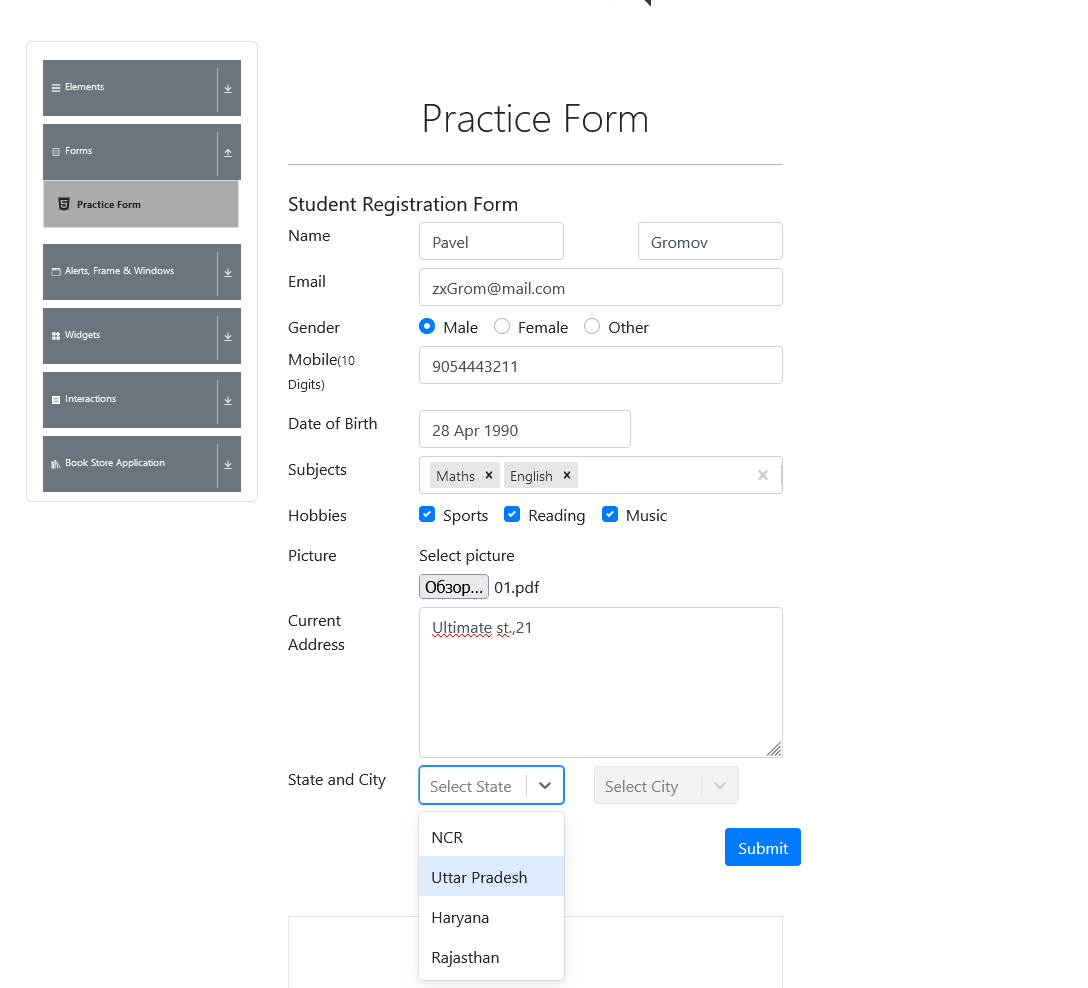 Elements
Forms
Practice Form
Alerts, Frame & Windows
Widgets
Interactions
Book Store Application
Practice Form
Student Registration Form
Name Pavel Gromov
Email zxGrom@mail.com
Gender Male Female Other
Mobile(10 Digits) 9054443211
Date of Birth 28 Apr 1990
Subjects Maths × English ×
Hobbies Sports Reading Music
Picture Select picture
Обзор... 01.pdf
Current Address Ultimate st.,21
State and City Select State Select City
NCR
Submit
Uttar Pradesh
Haryana
Rajasthan